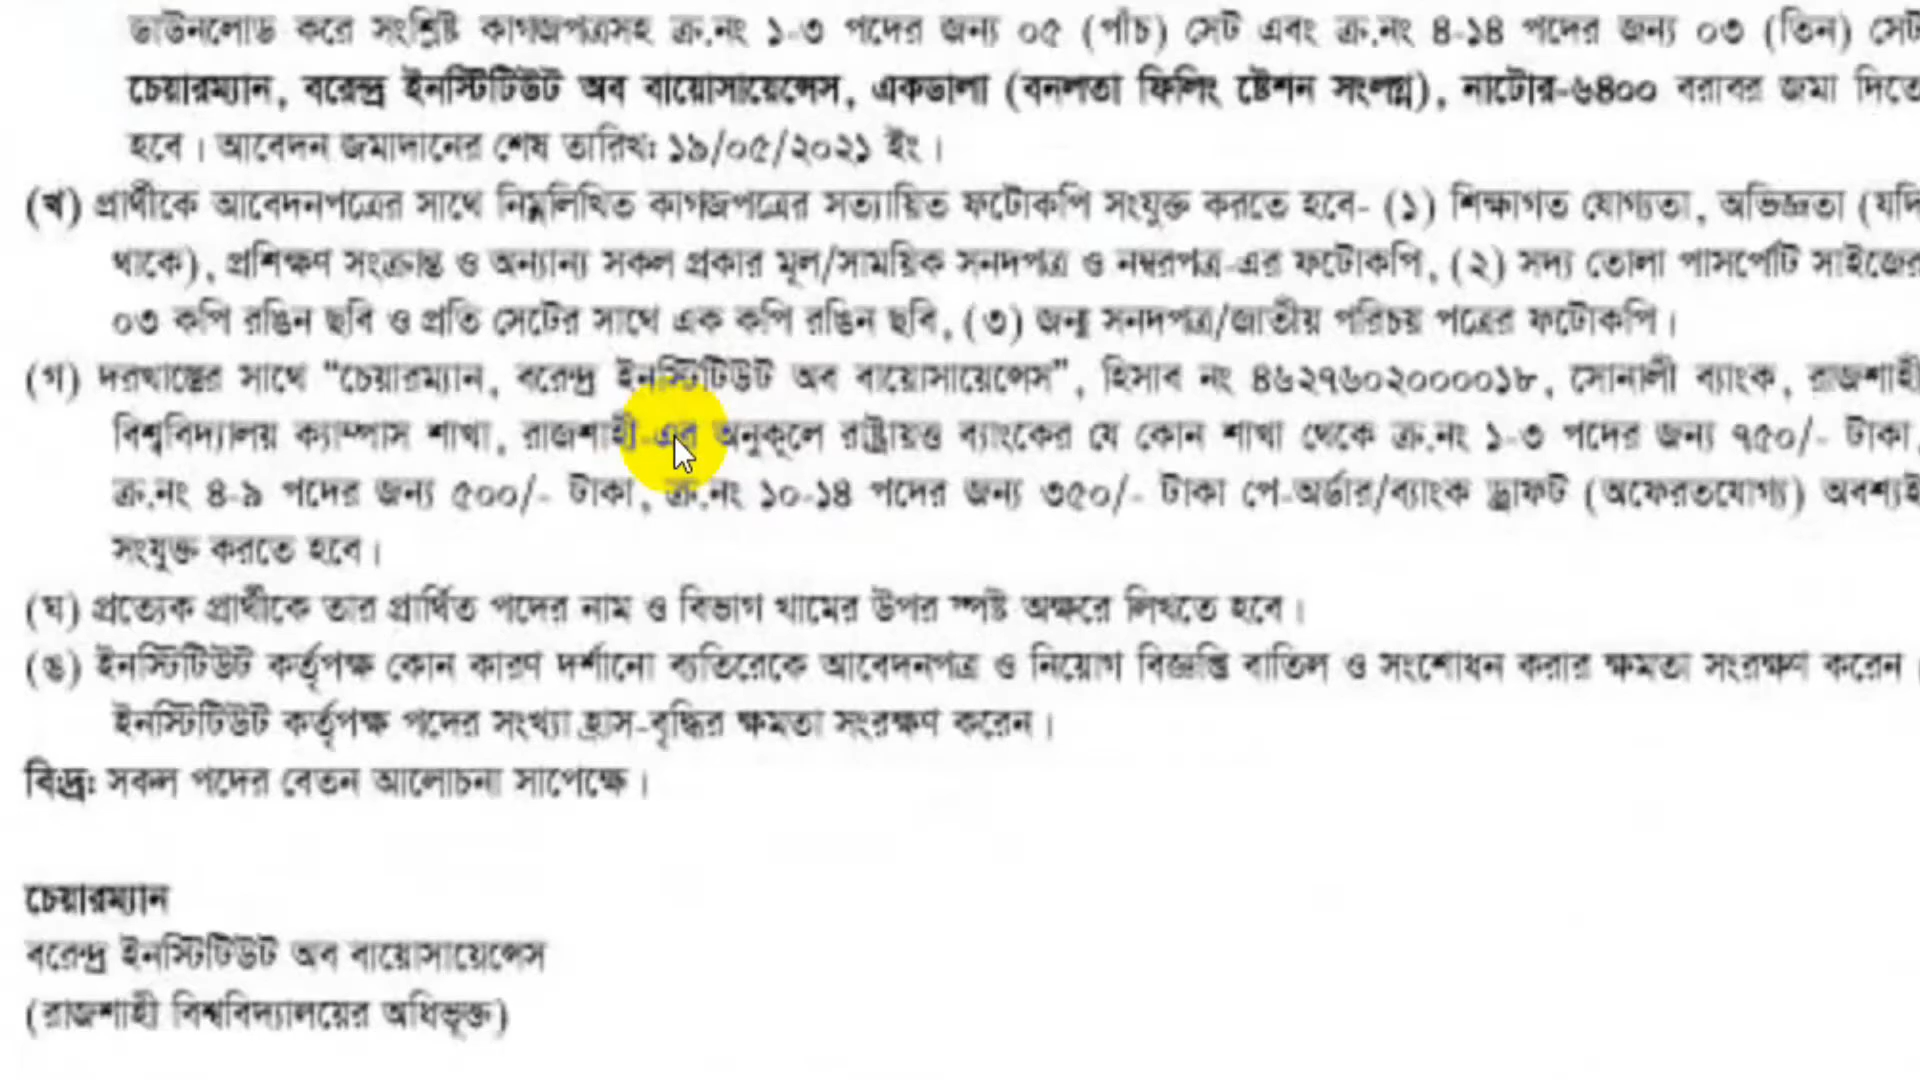 ডাউনলোড করে সংশ্লিষ্ট কাগজপত্রসহ ক্র.নং ১-৩ পদের জন্য ০৫ (পাঁচ) সেট এবং ক্র.নং ৪-১৪ পদের জন্য ০৩ (তিন) সেট
চেয়ারম্যান, বরেন্দ্র ইনস্টিটিউট অব বায়োসায়েন্সেস, একডালা (বনলতা ফিলিং ষ্টেশন সংলগ্ন), নাটোর-৬৪০০ বরাবর জমা দিতে
হবে। আবেদন জমাদানের শেষ তারিখঃ ১৯/০৫/২০২১ ইং।
(খ) প্রার্থীকে আবেদনপত্রের সাথে নিম্নলিখিত কাগজপত্রের সত্যায়িত ফটোকপি সংযুক্ত করতে হবে- (১) শিক্ষাগত যোগ্যতা, অভিজ্ঞতা (যদি
থাকে), প্রশিক্ষণ সংক্রান্ত ও অন্যান্য সকল প্রকার মূল/সাময়িক সনদপত্র ও নম্বরপত্র-এর ফটোকপি, (২) সদ্য তোলা পাসপোর্ট সাইজের
০৩ কপি রঙিন ছবি ও প্রতি সেটের সাথে এক কপি রঙিন ছবি, (৩) জন্ম সনদপত্র/জাতীয় পরিচয় পত্রের ফটোকপি।
(গ) দরখাস্তের সাথে “চেয়ারম্যান, বরেন্দ্র ইনস্টিটিউট অব বায়োসায়েন্সেস”, হিসাব নং ৪৬২৭৬০২০০০০১৮, সোনালী ব্যাংক, রাজশাহী
বিশ্ববিদ্যালয় ক্যাম্পাস শাখা, রাজশাহী-এর অনুকূলে রাষ্ট্রায়ত্ত ব্যাংকের যে কোন শাখা থেকে ক্র.নং ১-৩ পদের জন্য ৭৫০/- টাকা,
ক্র.নং ৪-৯ পদের জন্য ৫০০/- টাকা, ক্র.নং ১০-১৪ পদের জন্য ৩৫০/- টাকা পে-অর্ডার/ব্যাংক ড্রাফট (অফেরতযোগ্য) অবশ্যই
সংযুক্ত করতে হবে।
(ঘ) প্রত্যেক প্রার্থীকে তার প্রার্থিত পদের নাম ও বিভাগ খামের উপর স্পষ্ট অক্ষরে লিখতে হবে।
(ঙ) ইনস্টিটিউট কর্তৃপক্ষ কোন কারণ দর্শানো ব্যতিরেকে আবেদনপত্র ও নিয়োগ বিজ্ঞপ্তি বাতিল ও সংশোধন করার ক্ষমতা সংরক্ষণ করেন।
ইনস্টিটিউট কর্তৃপক্ষ পদের সংখ্যা হ্রাস-বৃদ্ধির ক্ষমতা সংরক্ষণ করেন।
বি:দ্র: সকল পদের বেতন আলোচনা সাপেক্ষে।
চেয়ারম্যান
বরেন্দ্র ইনস্টিটিউট অব বায়োসায়েন্সেস
(রাজশাহী বিশ্ববিদ্যালয়ের অধিভুক্ত)